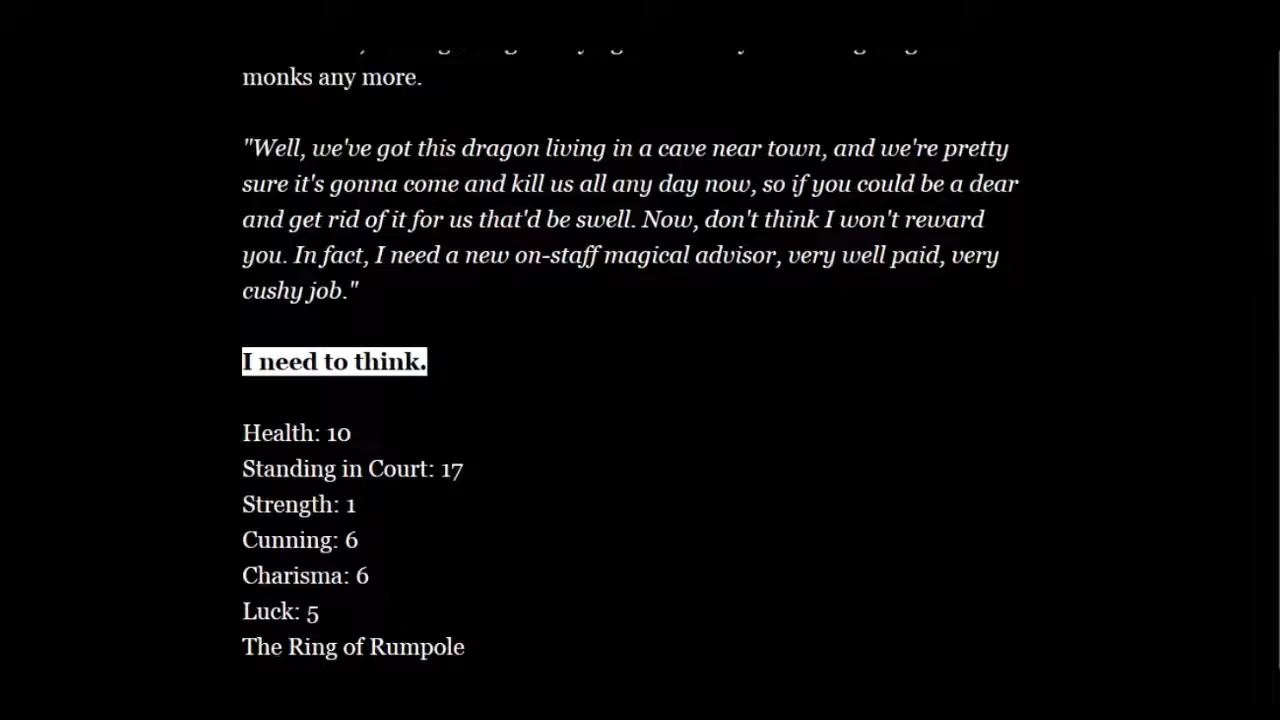 monks any more.
"Well, we've got this dragon living in a cave near town, and we're pretty
sure it's gonna come and kill us all any day now, so if you could be a dear
and get rid of it for us that'd be swell. Now, don't think I won't reward
you. In fact, I need a new on-staff magical advisor, very well paid, very
cushy job."
I need to think.
Health: 10
Standing in Court: 17
Strength: 1
Cunning: 6
Charisma: 6
Luck: 5
The Ring of Rumpole